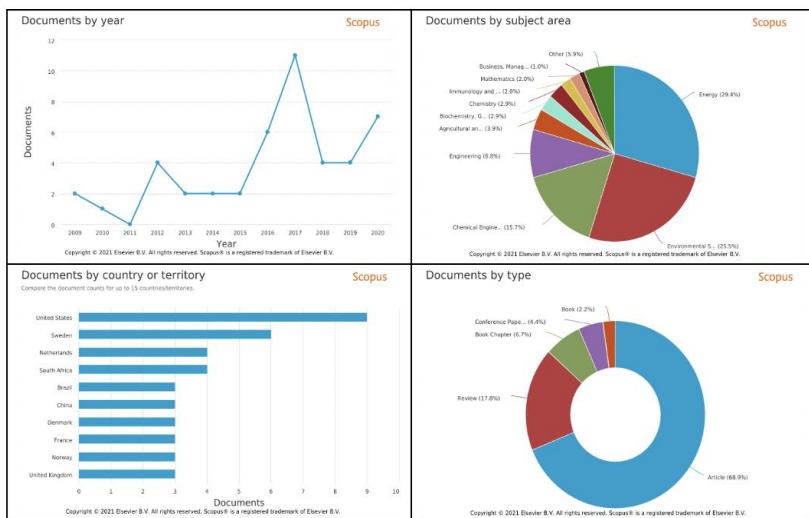 Documents by year
Scopus
12
10
8
6
4
2
0
Documents
2009 2010 2011 2012 2013 2014 2015 2016 2017 2018 2019 2020
Year
Copyright © 2021 Elsevier B.V. All rights reserved. Scopus® is a registered trademark of Elsevier B.V.
Documents by subject area
Scopus
Other (5.9%)
Business, Manag... (1.0%)
Mathematics (2.0%)
Immunology and ... (2.0%)
Chemistry (2.9%)
Biochemistry, G... (2.9%)
Agricultural an... (3.9%)
Engineering (8.8%)
Chemical Engine... (15.7%)
Energy (29.4%)
Environmental S... (25.5%)
Copyright © 2021 Elsevier B.V. All rights reserved. Scopus® is a registered trademark of Elsevier B.V.
Documents by country or territory
Scopus
Compare the document counts for up to 15 countries/territories.
United States
Sweden
Netherlands
South Africa
Brazil
China
Denmark
France
Norway
United Kingdom
0 1 2 3 4 5 6 7 8 9 10
Documents
Copyright © 2021 Elsevier B.V. All rights reserved. Scopus® is a registered trademark of Elsevier B.V.
Documents by type
Scopus
Book (2.2%)
Conference Pape... (4.4%)
Book Chapter (6.7%)
Review (17.8%)
Article (68.9%)
Copyright © 2021 Elsevier B.V. All rights reserved. Scopus® is a registered trademark of Elsevier B.V.